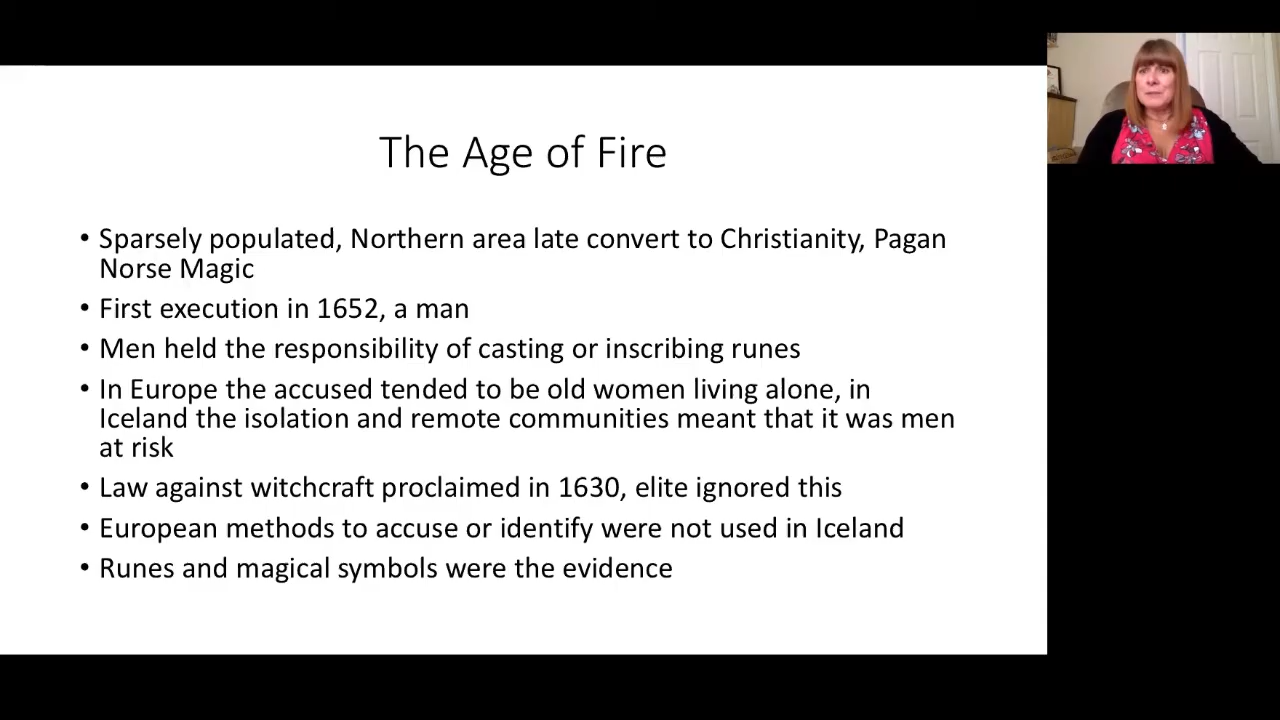 The Age of Fire
• Sparsely populated, Northern area late convert to Christianity, Pagan
Norse Magic
• First execution in 1652, a man
• Men held the responsibility of casting or inscribing runes
• In Europe the accused tended to be old women living alone, in
Iceland the isolation and remote communities meant that it was men
at risk
• Law against witchcraft proclaimed in 1630, elite ignored this
• European methods to accuse or identify were not used in Iceland
• Runes and magical symbols were the evidence